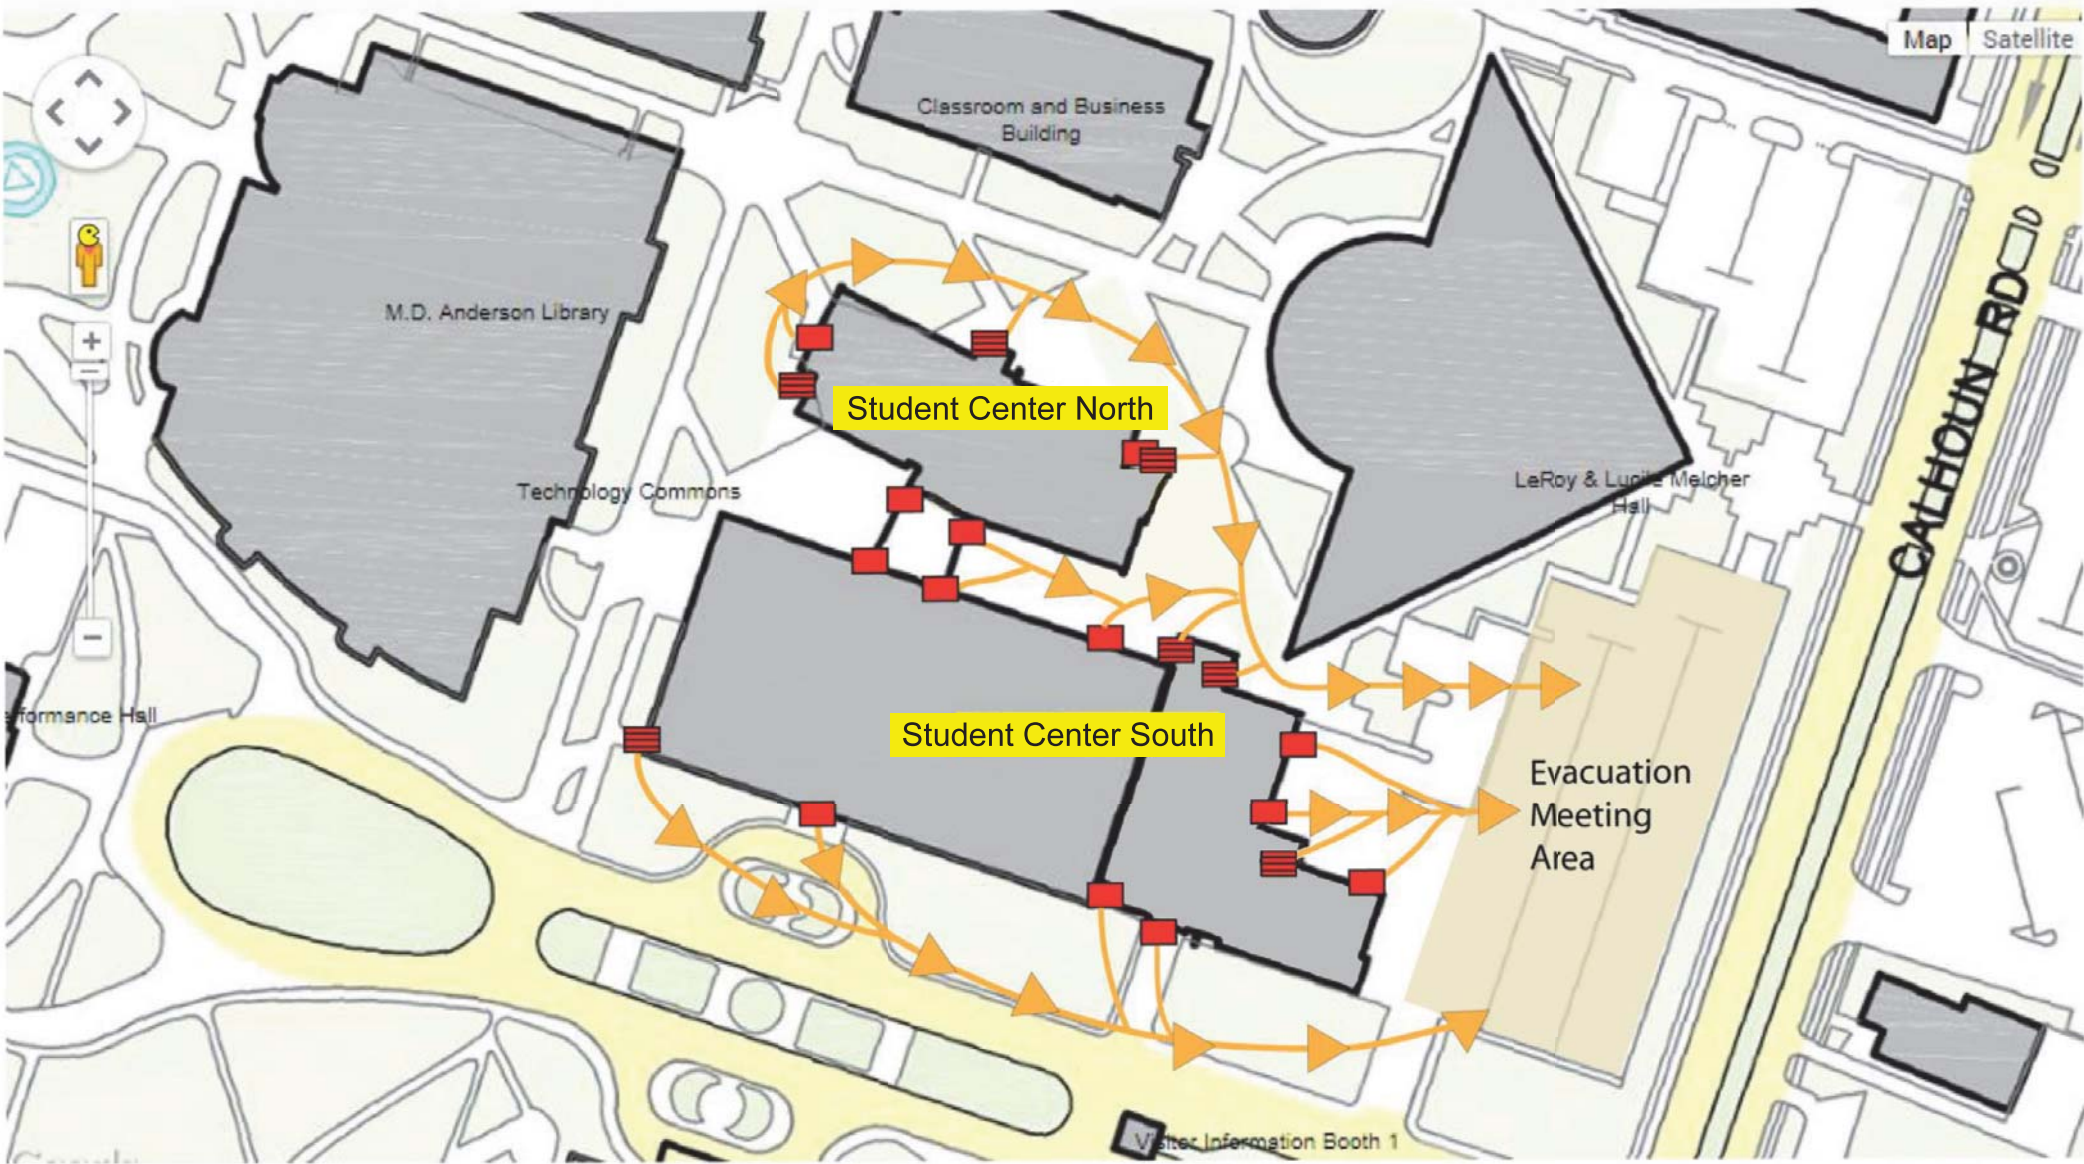 Map
Satellite
Classroom and Business
Building
M.D. Anderson Library
Student Center North
CALHOUN RD
LeRoy & Lucile Melcher
Hall
Technology Commons
formance Hall
Student Center South
Evacuation
Meeting
Area
Visitor Information Booth 1